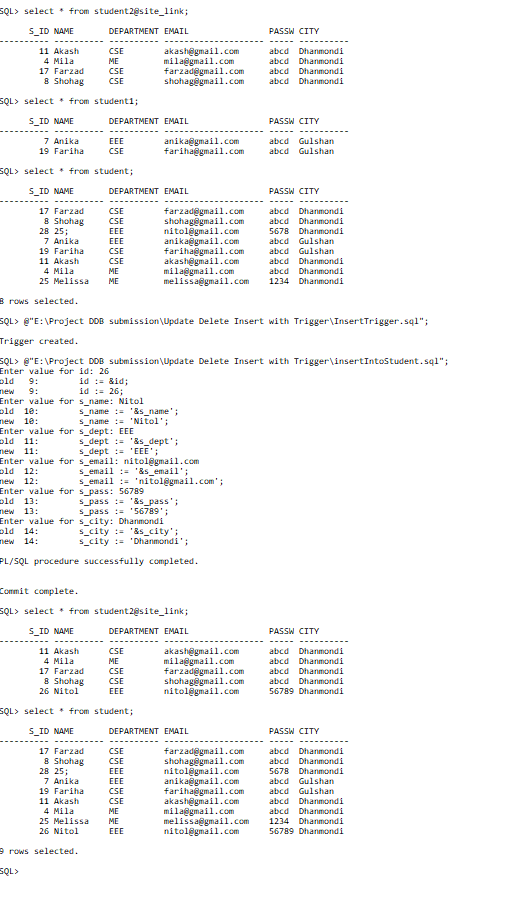 SQL> select * from student2@site_link;
S_ID NAME DEPARTMENT EMAIL PASSW CITY
---------- ---------- ---------- -------------------- ----- ----------
11 Akash CSE akash@gmail.com abcd Dhanmondi
4 Mila ME mila@gmail.com abcd Dhanmondi
17 Farzad CSE farzad@gmail.com abcd Dhanmondi
8 Shohag CSE shohag@gmail.com abcd Dhanmondi
SQL> select * from student1;
S_ID NAME DEPARTMENT EMAIL PASSW CITY
---------- ---------- ---------- -------------------- ----- ----------
7 Anika EEE anika@gmail.com abcd Gulshan
19 Fariha CSE fariha@gmail.com abcd Gulshan
SQL> select * from student;
S_ID NAME DEPARTMENT EMAIL PASSW CITY
---------- ---------- ---------- -------------------- ----- ----------
17 Farzad CSE farzad@gmail.com abcd Dhanmondi
8 Shohag CSE shohag@gmail.com abcd Dhanmondi
28 25; EEE nitol@gmail.com 5678 Dhanmondi
7 Anika EEE anika@gmail.com abcd Gulshan
19 Fariha CSE fariha@gmail.com abcd Gulshan
11 Akash CSE akash@gmail.com abcd Dhanmondi
4 Mila ME mila@gmail.com abcd Dhanmondi
25 Melissa ME melissa@gmail.com 1234 Dhanmondi
8 rows selected.
SQL> @"E:\Project DDB submission\Update Delete Insert with Trigger\InsertTrigger.sql";
Trigger created.
SQL> @"E:\Project DDB submission\Update Delete Insert with Trigger\insertIntoStudent.sql";
Enter value for id: 26
old 9: id := &id;
new 9: id := 26;
Enter value for s_name: Nitol
old 10: s_name := '&s_name';
new 10: s_name := 'Nitol';
Enter value for s_dept: EEE
old 11: s_dept := '&s_dept';
new 11: s_dept := 'EEE';
Enter value for s_email: nitol@gmail.com
old 12: s_email := '&s_email';
new 12: s_email := 'nitol@gmail.com';
Enter value for s_pass: 56789
old 13: s_pass := '&s_pass';
new 13: s_pass := '56789';
Enter value for s_city: Dhanmondi
old 14: s_city := '&s_city';
new 14: s_city := 'Dhanmondi';
PL/SQL procedure successfully completed.
Commit complete.
SQL> select * from student2@site_link;
S_ID NAME DEPARTMENT EMAIL PASSW CITY
---------- ---------- ---------- -------------------- ----- ----------
11 Akash CSE akash@gmail.com abcd Dhanmondi
4 Mila ME mila@gmail.com abcd Dhanmondi
17 Farzad CSE farzad@gmail.com abcd Dhanmondi
8 Shohag CSE shohag@gmail.com abcd Dhanmondi
26 Nitol EEE nitol@gmail.com 56789 Dhanmondi
SQL> select * from student;
S_ID NAME DEPARTMENT EMAIL PASSW CITY
---------- ---------- ---------- -------------------- ----- ----------
17 Farzad CSE farzad@gmail.com abcd Dhanmondi
8 Shohag CSE shohag@gmail.com abcd Dhanmondi
28 25; EEE nitol@gmail.com 5678 Dhanmondi
7 Anika EEE anika@gmail.com abcd Gulshan
19 Fariha CSE fariha@gmail.com abcd Gulshan
11 Akash CSE akash@gmail.com abcd Dhanmondi
4 Mila ME mila@gmail.com abcd Dhanmondi
25 Melissa ME melissa@gmail.com 1234 Dhanmondi
26 Nitol EEE nitol@gmail.com 56789 Dhanmondi
9 rows selected.
SQL>